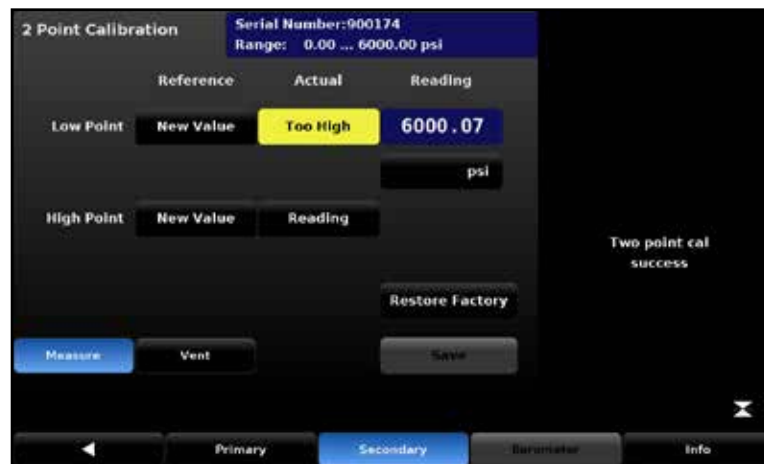 2 Point Calibration
Serial Number:900174
Range: 0.00 ... 6000.00 psi
Reference Actual Reading
Low Point New Value Too High 6000.07
psi
High Point New Value Reading
Two point cal
success
Restore Factory
Measure Vent Save
Primary Secondary Barometer Info